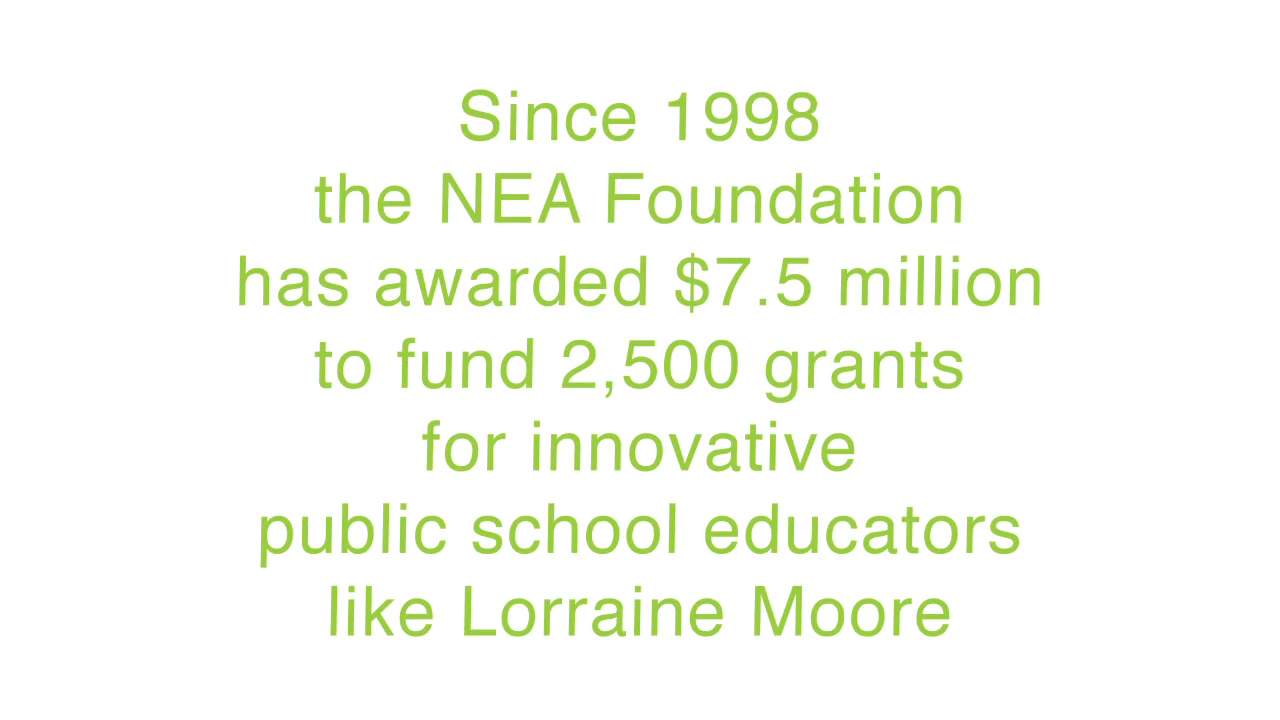 Since 1998
the NEA Foundation
has awarded $7.5 million
to fund 2,500 grants
for innovative
public school educators
like Lorraine Moore